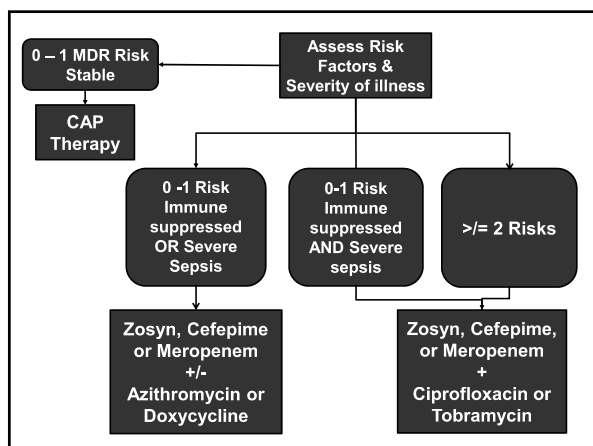 0 – 1 MDR Risk
Stable
Assess Risk
Factors &
Severity of illness
CAP
Therapy
0 -1 Risk
Immune
suppressed
OR Severe
Sepsis
0-1 Risk
Immune
suppressed
AND Severe
sepsis
>/= 2 Risks
Zosyn, Cefepime
or Meropenem
+/-
Azithromycin or
Doxycycline
Zosyn, Cefepime,
or Meropenem
+
Ciprofloxacin or
Tobramycin